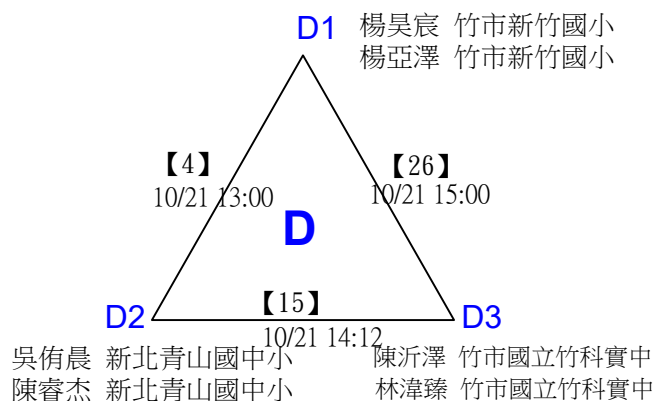 D1
楊昊宸 竹市新竹國小
楊亞澤 竹市新竹國小
【4】
10/21 13:00
【26】
10/21 15:00
D
【15】
10/21 14:12
D2
D3
吳侑晨 新北青山國中小
陳睿杰 新北青山國中小
陳沂澤 竹市國立竹科實中
林湋臻 竹市國立竹科實中